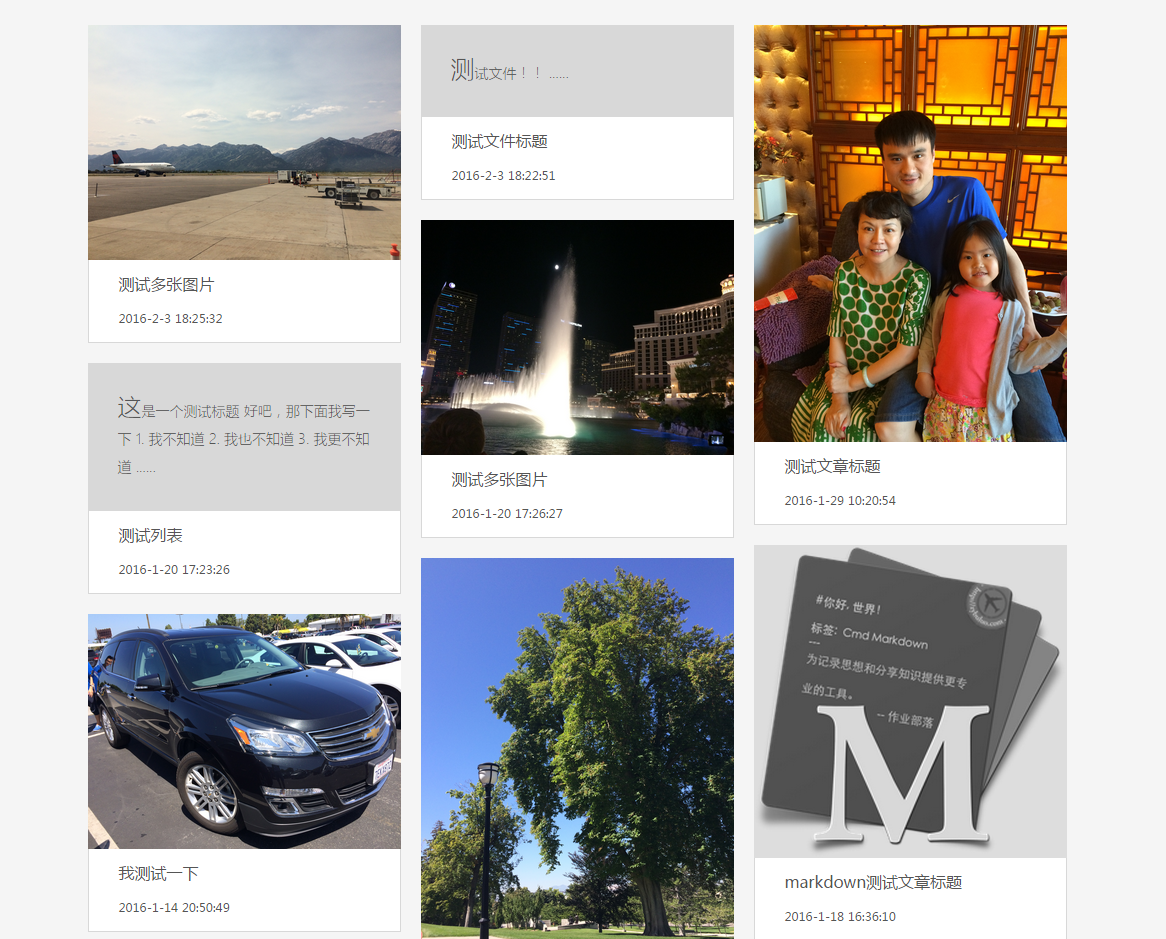 测试多张图片
2016-2-3 18:25:32
这是一个测试标题 好吧，那下面我写一
下 1. 我不知道 2. 我也不知道 3. 我更不知
道 ......
测试列表
2016-1-20 17:23:26
我测试一下
2016-1-14 20:50:49
测试文件！！ ......
测试文件标题
2016-2-3 18:22:51
测试多张图片
2016-1-20 17:26:27
测试文章标题
2016-1-29 10:20:54
#你好, 世界!
标签: Cmd Markdown
为记录思想和分享知识提供更专
业的工具。
-- 作业部落
M
markdown测试文章标题
2016-1-18 16:36:10